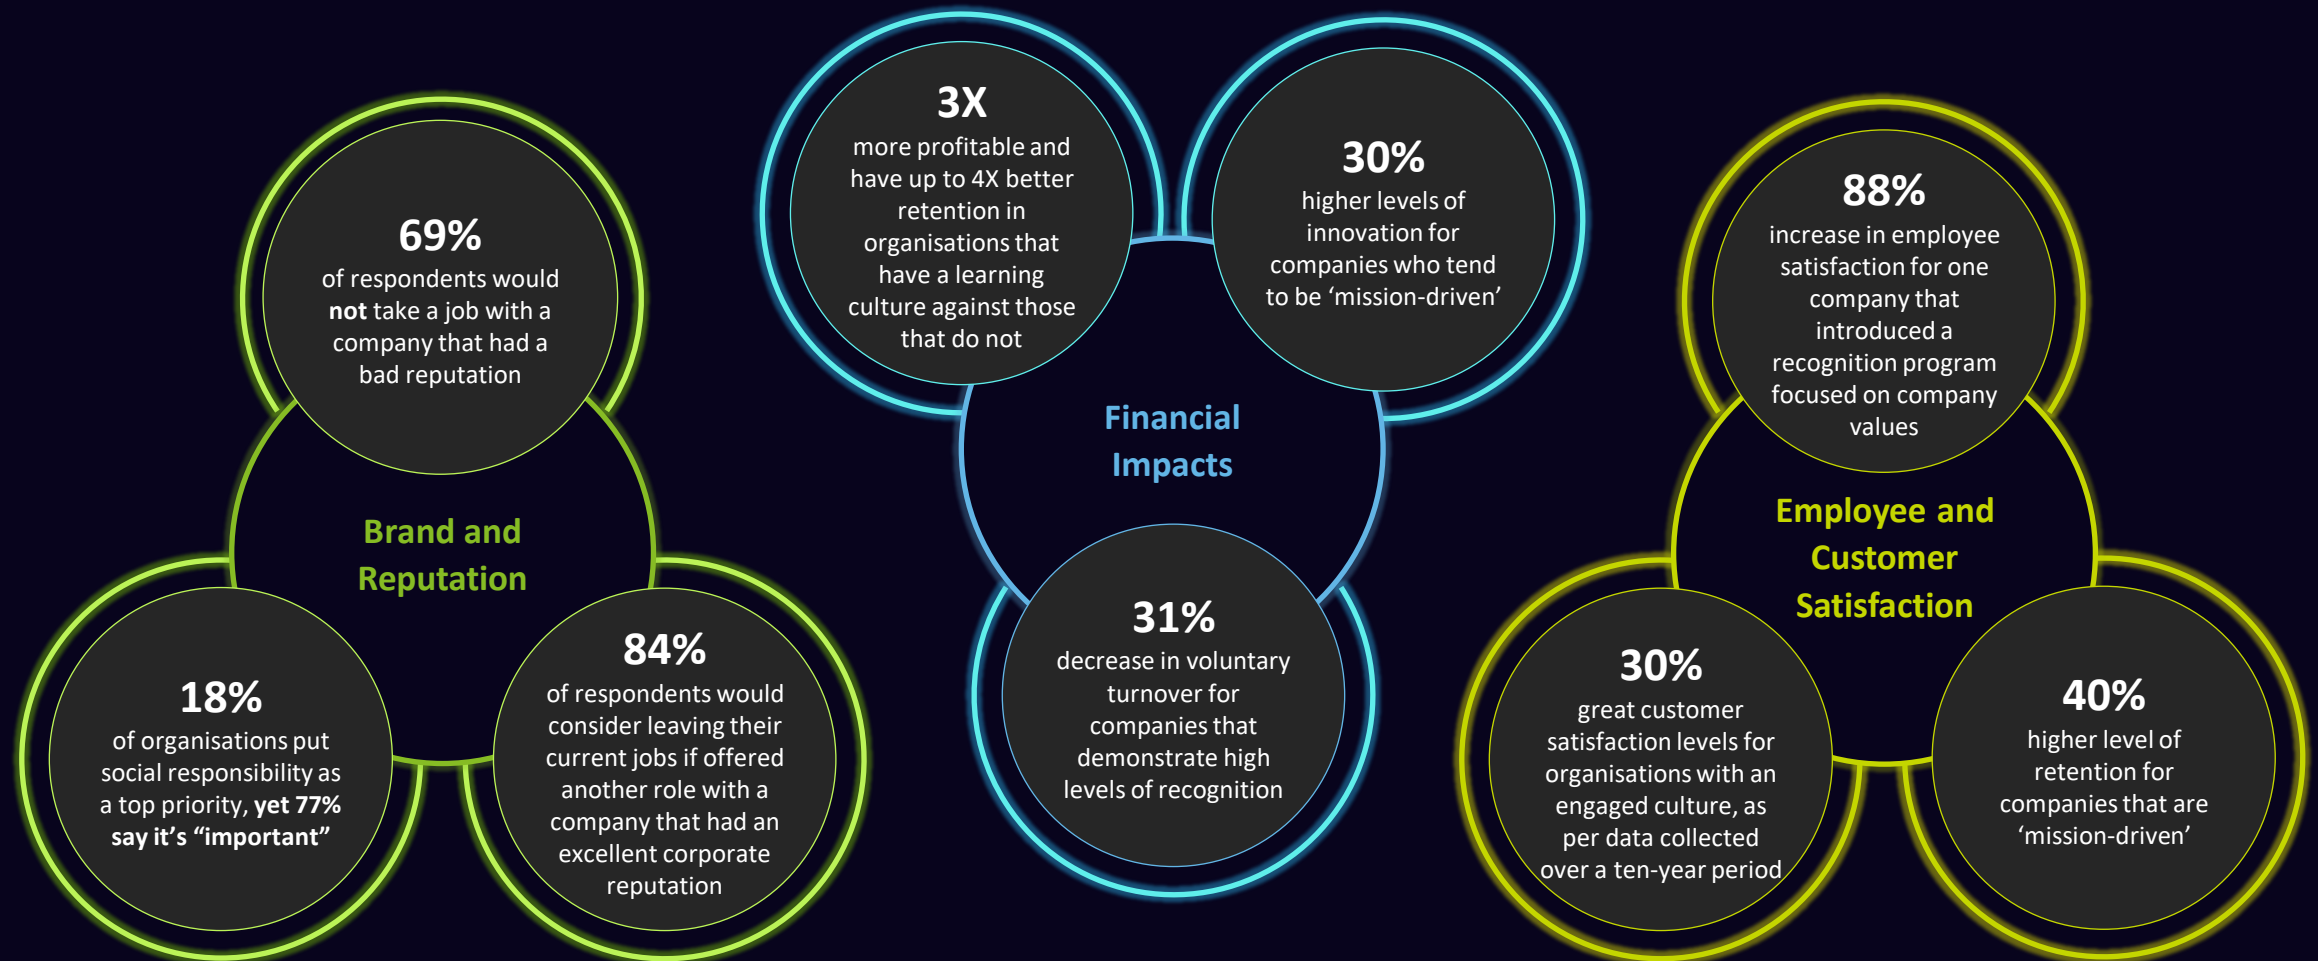 69%
of respondents would
not take a job with a
company that had a
bad reputation
Brand and
Reputation
18%
of organisations put
social responsibility as
a top priority, yet 77%
say it’s “important”
84%
of respondents would
consider leaving their
current jobs if offered
another role with a
company that had an
excellent corporate
reputation
3X
more profitable and
have up to 4X better
retention in
organisations that
have a learning
culture against those
that do not
30%
higher levels of
innovation for
companies who tend
to be ‘mission-driven’
Financial
Impacts
31%
decrease in voluntary
turnover for
companies that
demonstrate high
levels of recognition
88%
increase in employee
satisfaction for one
company that
introduced a
recognition program
focused on company
values
Employee and
Customer
Satisfaction
30%
great customer
satisfaction levels for
organisations with an
engaged culture, as
per data collected
over a ten-year period
40%
higher level of
retention for
companies that are
‘mission-driven’